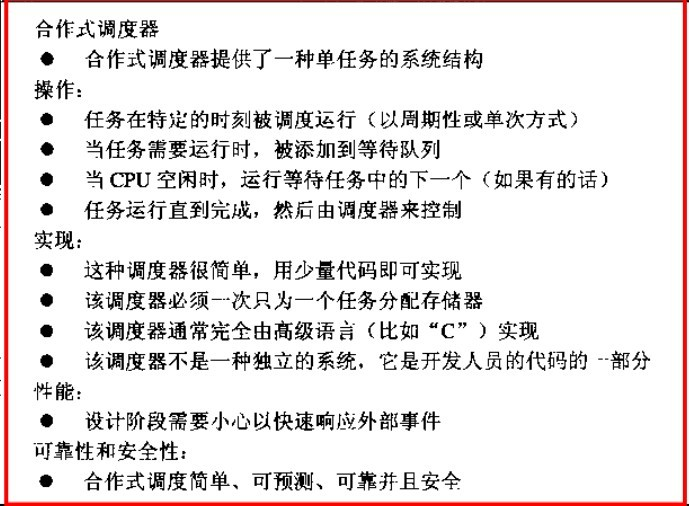 合作式调度器
● 合作式调度器提供了一种单任务的系统结构
操作：
● 任务在特定的时刻被调度运行（以周期性或单次方式）
● 当任务需要运行时，被添加到等待队列
● 当 CPU 空闲时，运行等待任务中的下一个（如果有的话）
● 任务运行直到完成，然后由调度器来控制
实现：
● 这种调度器很简单，用少量代码即可实现
● 该调度器必须一次只为一个任务分配存储器
● 该调度器通常完全由高级语言（比如“C”）实现
● 该调度器不是一种独立的系统，它是开发人员的代码的一部分
性能：
● 设计阶段需要小心以快速响应外部事件
可靠性和安全性：
● 合作式调度简单、可预测、可靠并且安全